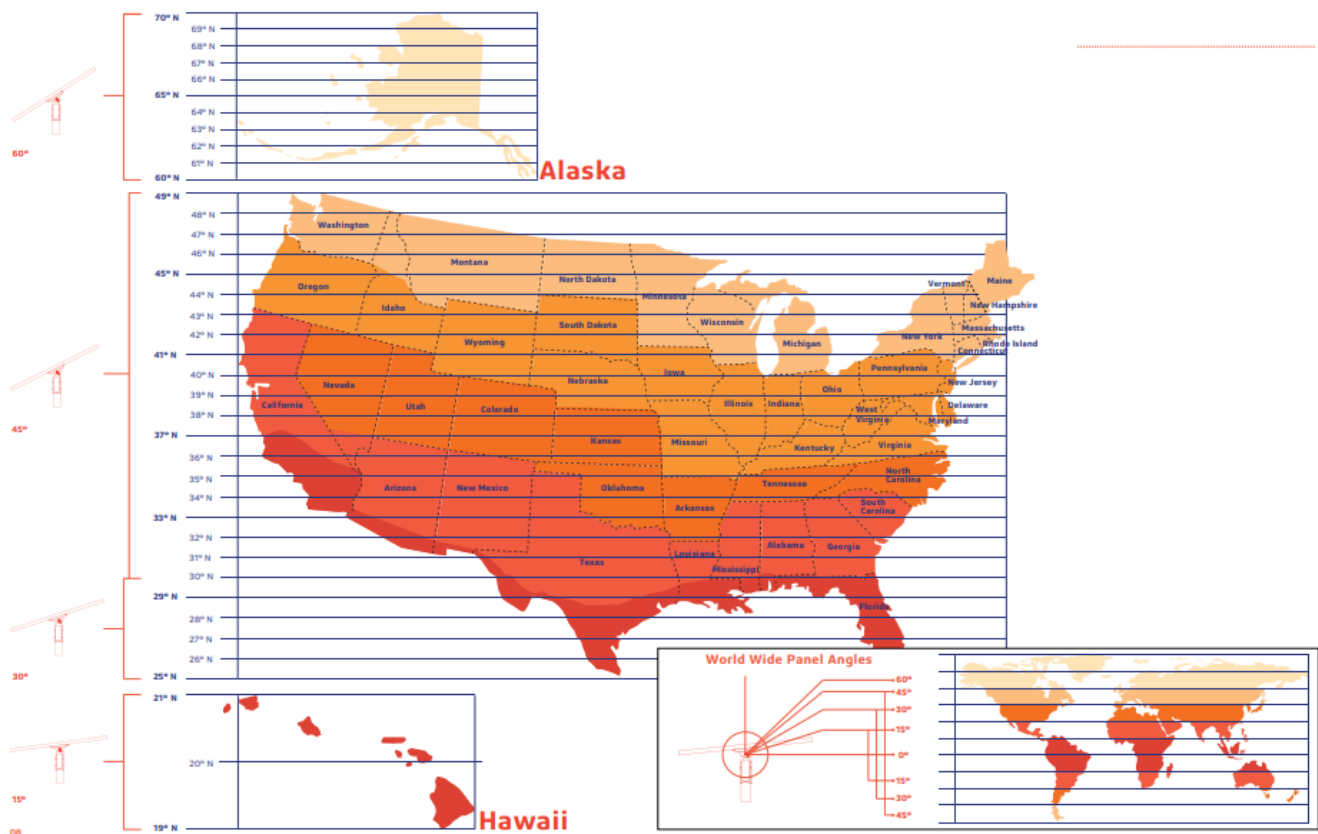 70° N
69° N
68° N
67° N
66° N
65° N
64° N
63° N
62° N
61° N
60° N
60°
Alaska
49° N
48° N
47° N
46° N
45° N
44° N
43° N
42° N
41° N
40° N
39° N
38° N
37° N
36° N
35° N
34° N
33° N
32° N
31° N
30° N
29° N
28° N
27° N
26° N
25° N
45°
30°
Washington
Montana
North Dakota
Minnesota
Vermont
Maine
Oregon
Idaho
New Hampshire
South Dakota
Wisconsin
Massachusetts
Wyoming
Michigan
New York
Rhode Island
Connecticut
Nevada
Nebraska
Iowa
Ohio
Pennsylvania
New Jersey
California
Utah
Colorado
Illinois
Indiana
West
Virginia
Delaware
Maryland
Kansas
Missouri
Kentucky
Virginia
Arizona
New Mexico
Oklahoma
Tennessee
North
Carolina
Arkansas
South
Carolina
Louisiana
Alabama
Georgia
Texas
Mississippi
Florida
21° N
20° N
19° N
15°
Hawaii
World Wide Panel Angles
60°
45°
30°
15°
0°
15°
30°
45°